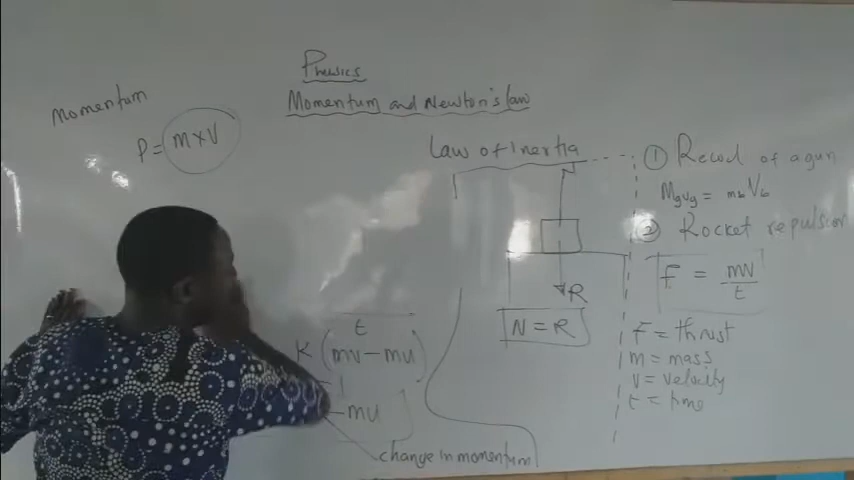 Physics
Momentum and Newton's law
Momentum
P = m x V
Law of Inertia
R
N = R
t
K (mv - mu)
- mu
change in momentum
① Recoil of a gun
Mgvg = mbVb
② Rocket repulsion
F = mv
t
F = thrust
m = mass
v = velocity
t = time